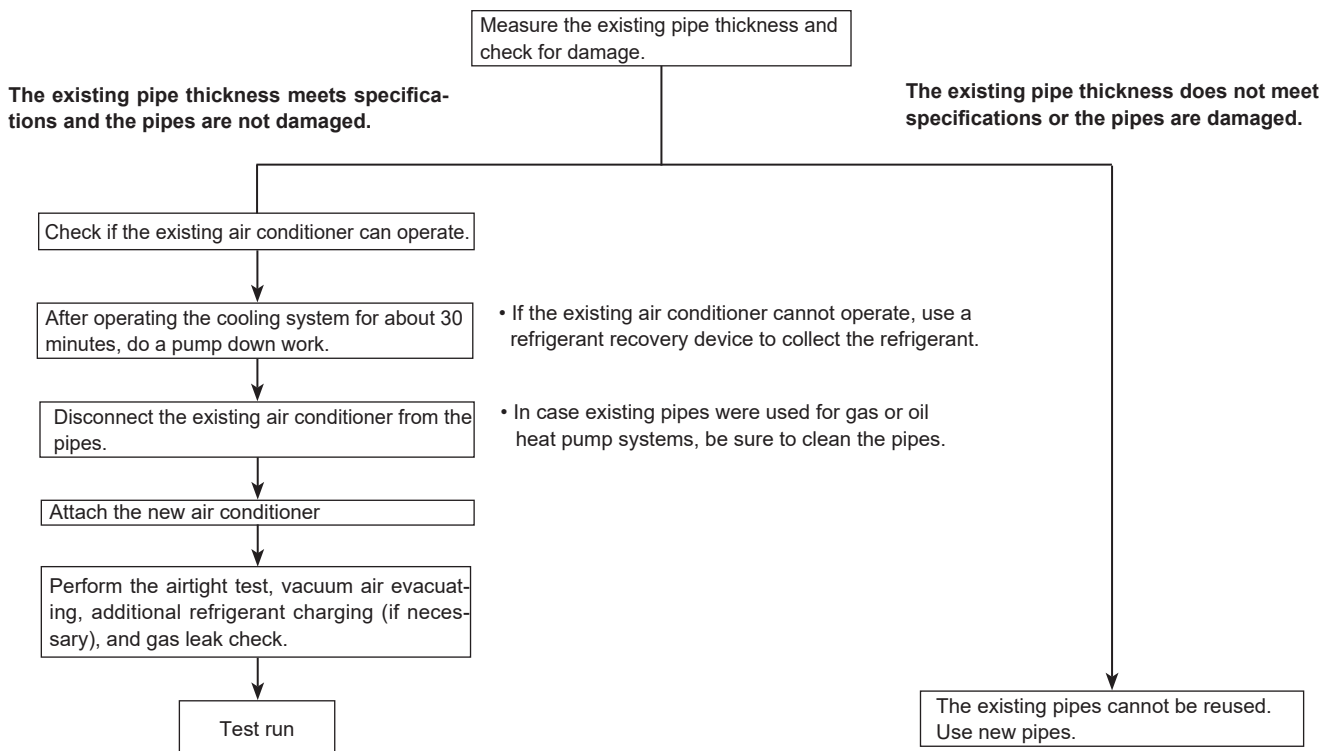 Measure the existing pipe thickness and
check for damage.
The existing pipe thickness meets specifica-
tions and the pipes are not damaged.
The existing pipe thickness does not meet
specifications or the pipes are damaged.
Check if the existing air conditioner can operate.
After operating the cooling system for about 30
minutes, do a pump down work.
• If the existing air conditioner cannot operate, use a
refrigerant recovery device to collect the refrigerant.
Disconnect the existing air conditioner from the
pipes.
• In case existing pipes were used for gas or oil
heat pump systems, be sure to clean the pipes.
Attach the new air conditioner
Perform the airtight test, vacuum air evacuat-
ing, additional refrigerant charging (if neces-
sary), and gas leak check.
Test run
The existing pipes cannot be reused.
Use new pipes.